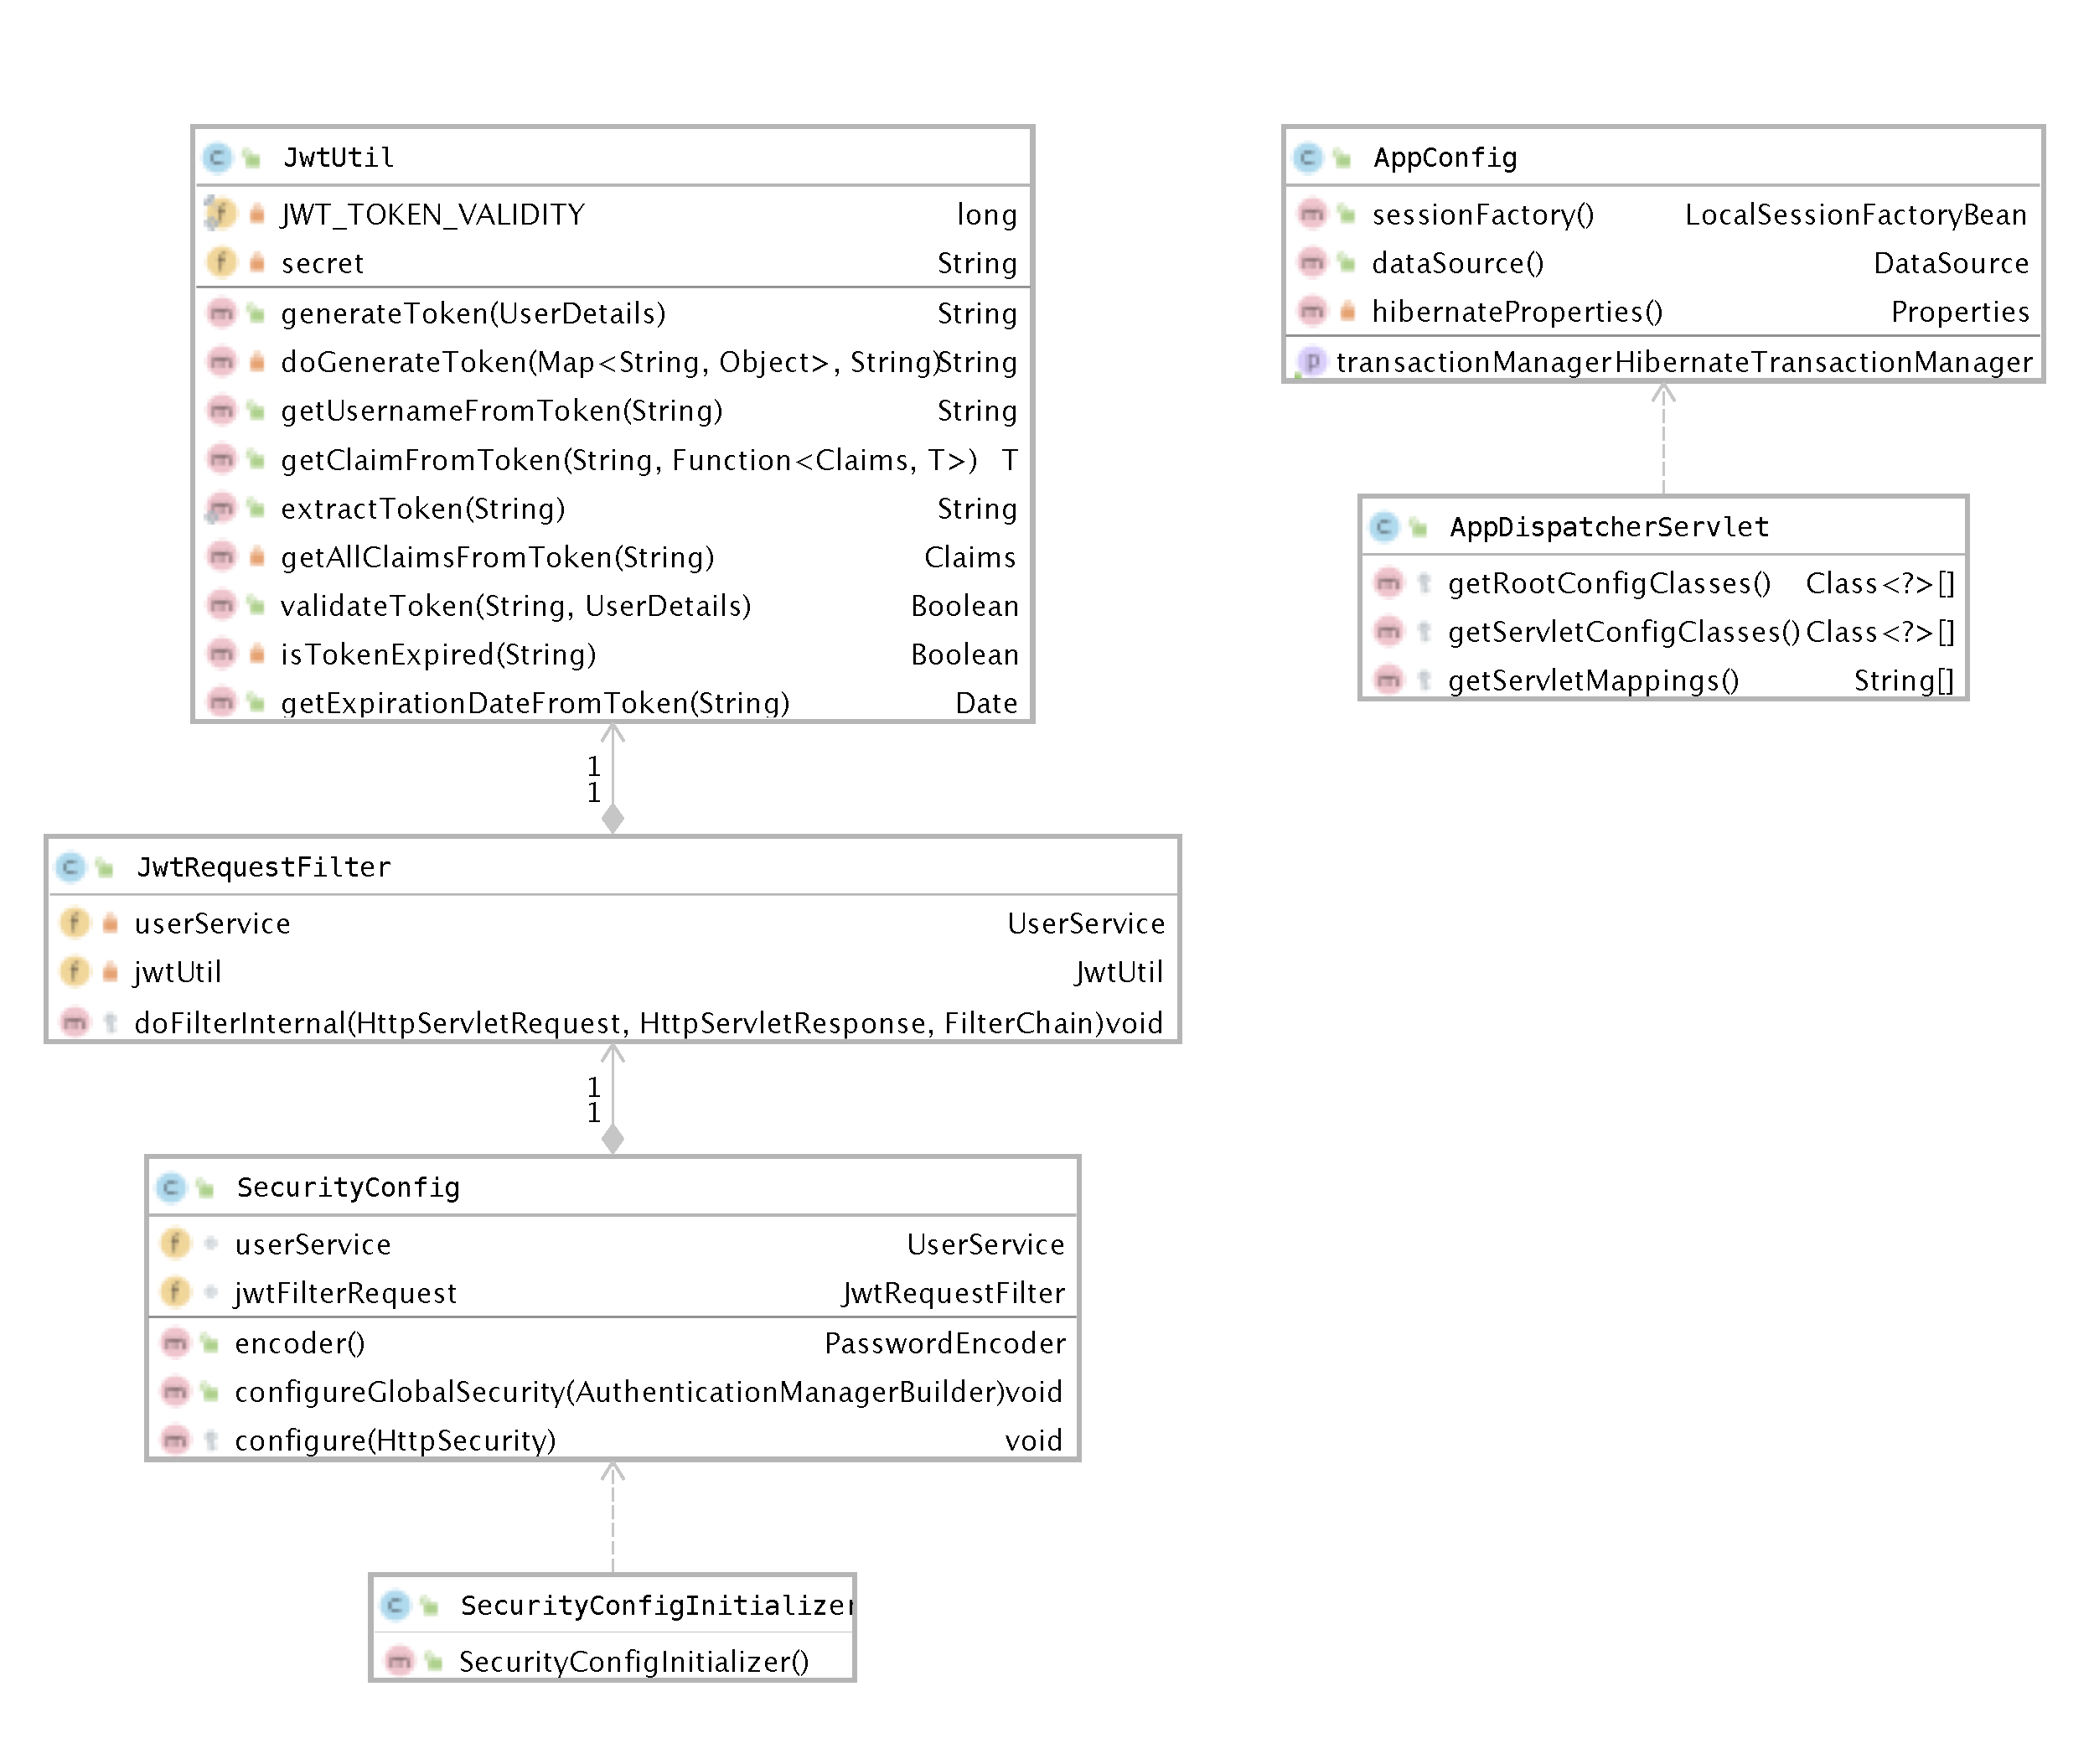 JwtUtil
JWT_TOKEN_VALIDITY long
secret String
generateToken(UserDetails) String
doGenerateToken(Map<String, Object>, String) String
getUsernameFromToken(String) String
getClaimFromToken(String, Function<Claims, T>) T
extractToken(String) String
getAllClaimsFromToken(String) Claims
validateToken(String, UserDetails) Boolean
isTokenExpired(String) Boolean
getExpirationDateFromToken(String) Date
1
1
JwtRequestFilter
userService UserService
jwtUtil JwtUtil
doFilterInternal(HttpServletRequest, HttpServletResponse, FilterChain)void
1
1
SecurityConfig
userService UserService
jwtFilterRequest JwtRequestFilter
encoder() PasswordEncoder
configureGlobalSecurity(AuthenticationManagerBuilder)void
configure(HttpSecurity) void
SecurityConfigInitializer
SecurityConfigInitializer()
AppConfig
sessionFactory() LocalSessionFactoryBean
dataSource() DataSource
hibernateProperties() Properties
transactionManagerHibernateTransactionManager
AppDispatcherServlet
getRootConfigClasses() Class<?>[]
getServletConfigClasses() Class<?>[]
getServletMappings() String[]